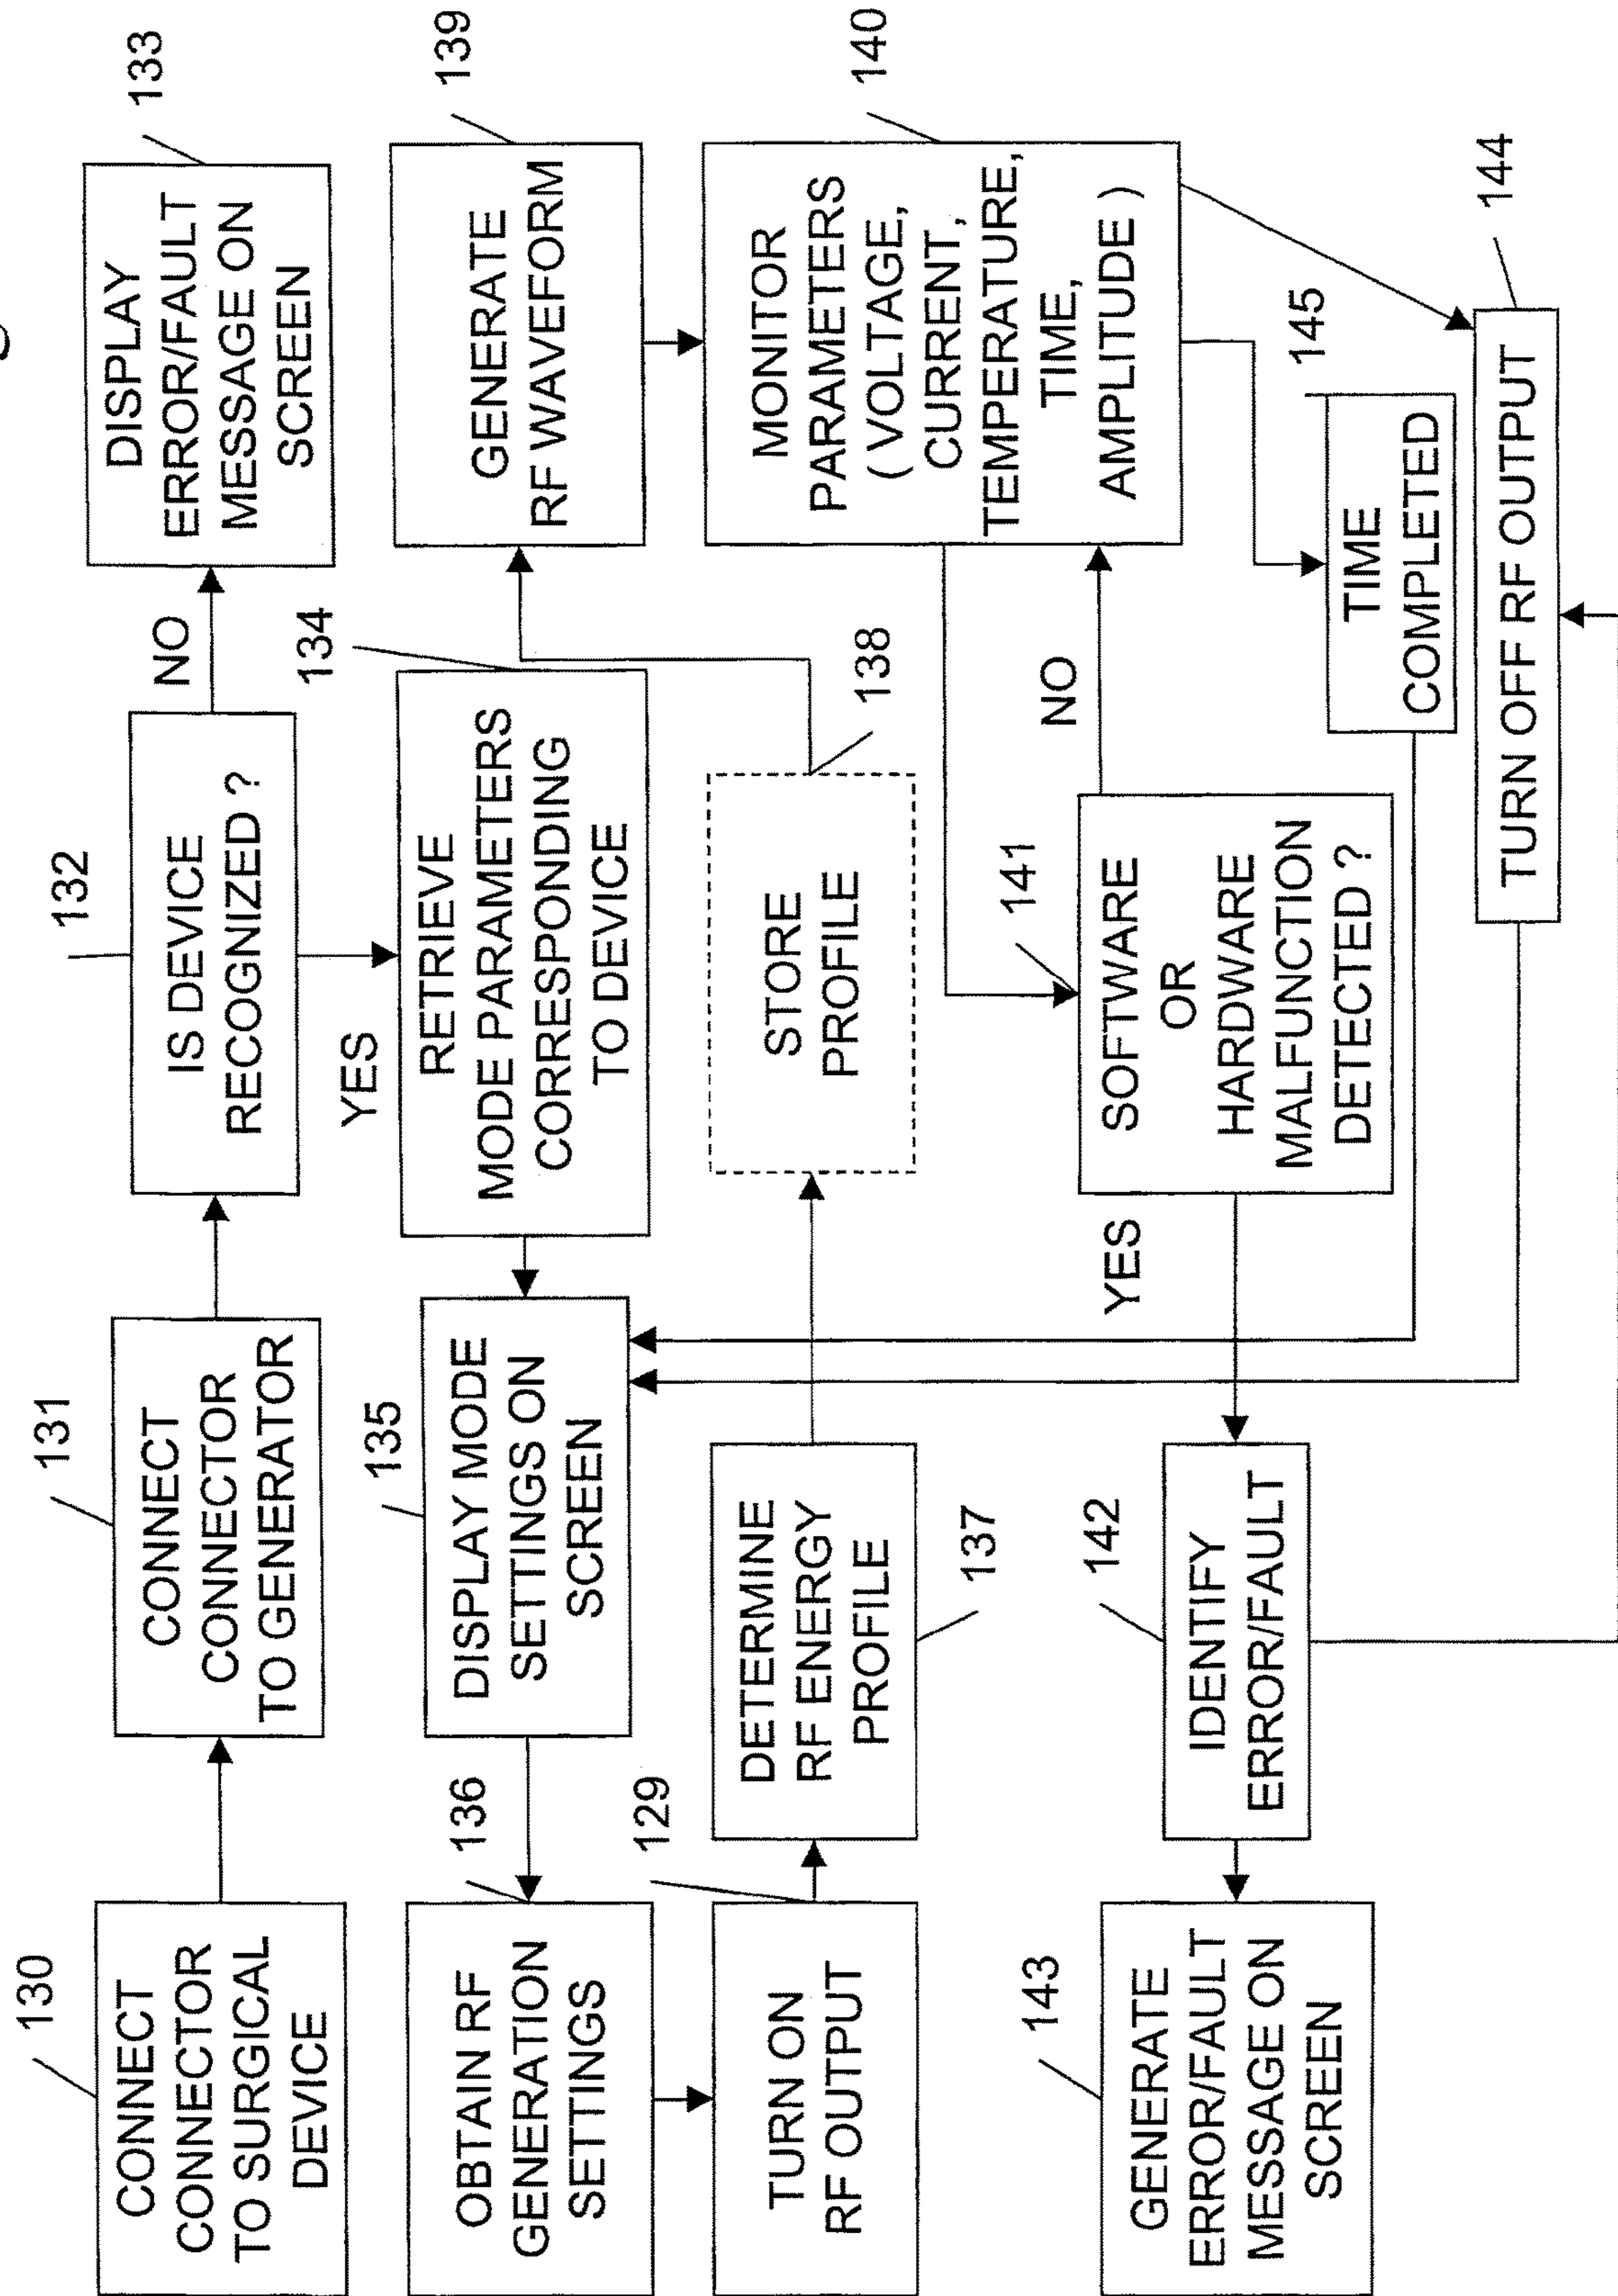 130
CONNECT
CONNECTOR
TO SURGICAL
DEVICE
131
CONNECT
CONNECTOR
TO GENERATOR
132
IS DEVICE
RECOGNIZED ?
NO
133
DISPLAY
ERROR/FAULT
MESSAGE ON
SCREEN
YES
134
RETRIEVE
MODE PARAMETERS
CORRESPONDING
TO DEVICE
135
DISPLAY MODE
SETTINGS ON
SCREEN
136
OBTAIN RF
GENERATION
SETTINGS
129
TURN ON
RF OUTPUT
DETERMINE
RF ENERGY
PROFILE
137
STORE
PROFILE
138
139
GENERATE
RF WAVEFORM
140
MONITOR
PARAMETERS
( VOLTAGE,
CURRENT,
TEMPERATURE,
TIME,
AMPLITUDE )
141
SOFTWARE
OR
HARDWARE
MALFUNCTION
DETECTED ?
NO
YES
142
IDENTIFY
ERROR/FAULT
143
GENERATE
ERROR/FAULT
MESSAGE ON
SCREEN
145
TIME
COMPLETED
144
TURN OFF RF OUTPUT